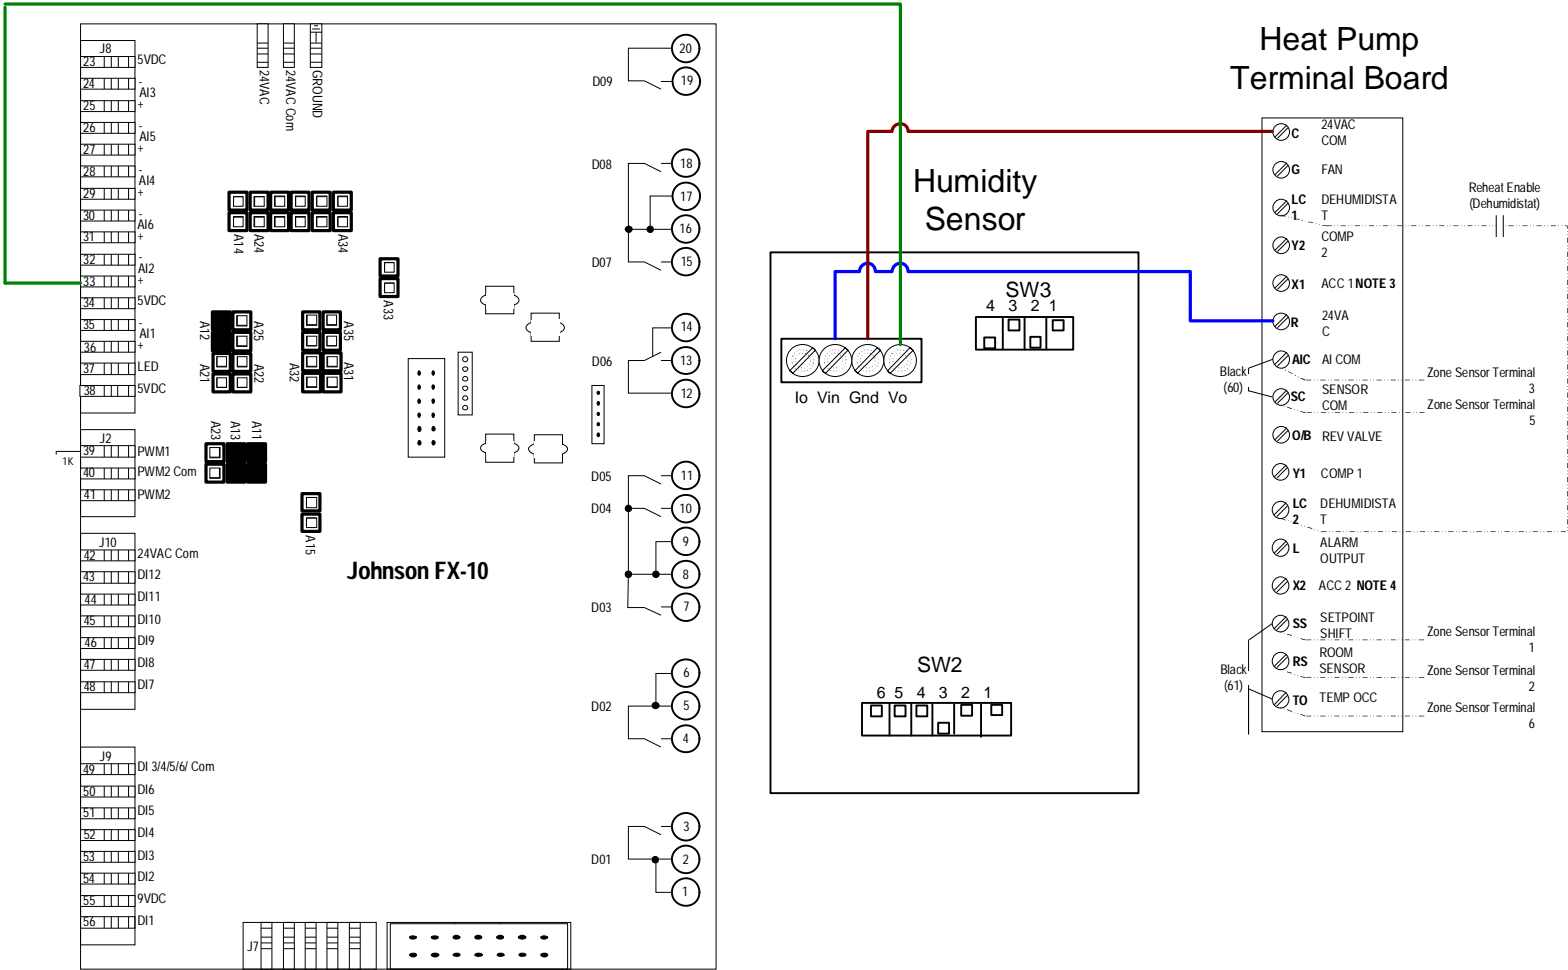 J8
23 5VDC
24 -
AI3
25 +
26 -
AI5
27 +
28 -
AI4
29 +
30 -
AI6
31 +
32 -
AI2
33 +
34 5VDC
35 -
AI1
36 +
37 LED
38 5VDC
J2
39 PWM1
1K
40 PWM2 Com
41 PWM2
J10
42 24VAC Com
43 DI12
44 DI11
45 DI10
46 DI9
47 DI8
48 DI7
J9
49 DI 3/4/5/6/ Com
50 DI6
51 DI5
52 DI4
53 DI3
54 DI2
55 9VDC
56 DI1
24VAC
24VAC Com
GROUND
A14
A24
A34
A33
A12
A25
A21
A22
A35
A32
A31
A23
A13
A11
A15
Johnson FX-10
J7
20
D09
19
D08
18
17
16
D07
15
14
D06
13
12
D05
11
D04
10
9
8
D03
7
6
D02
5
4
3
D01
2
1
Humidity
Sensor
SW3
4 3 2 1
Io Vin Gnd Vo
SW2
6 5 4 3 2 1
Heat Pump
Terminal Board
C 24VAC
COM
G FAN
LC DEHUMIDISTA
1 T
Y2 COMP
2
X1 ACC 1 NOTE 3
R 24VA
C
AIC AI COM
SC SENSOR
COM
O/B REV VALVE
Y1 COMP 1
LC DEHUMIDISTA
2 T
L ALARM
OUTPUT
X2 ACC 2 NOTE 4
SS SETPOINT
SHIFT
RS ROOM
SENSOR
TO TEMP OCC
Black
(60)
Black
(61)
Reheat Enable
(Dehumidistat)
Zone Sensor Terminal
3
Zone Sensor Terminal
5
Zone Sensor Terminal
1
Zone Sensor Terminal
2
Zone Sensor Terminal
6